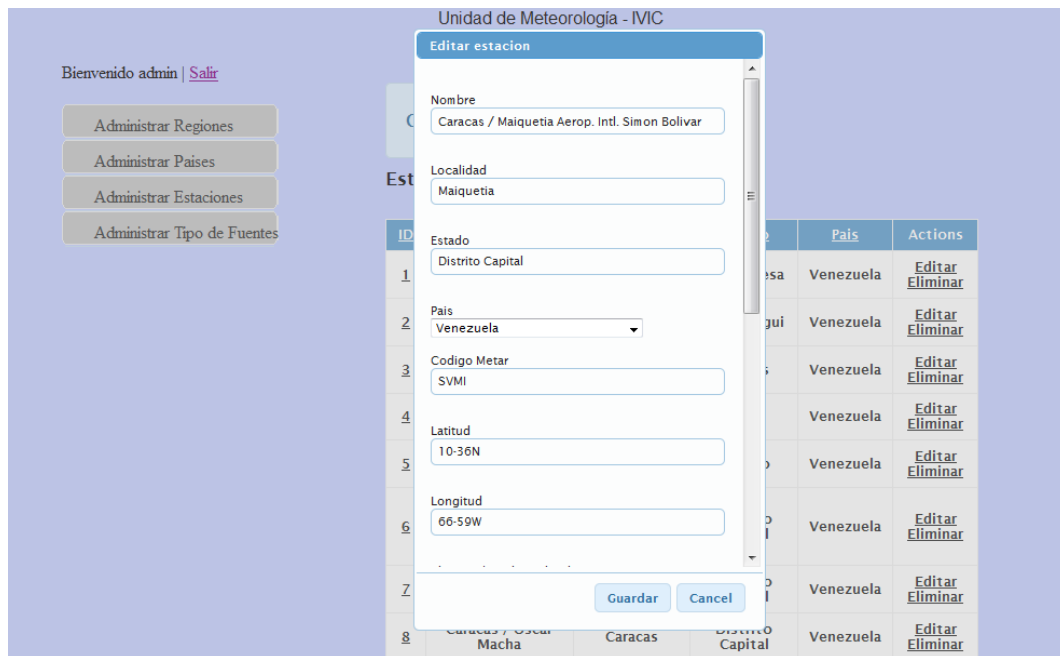 Unidad de Meteorología - IVIC
Editar estacion
Bienvenido admin | Salir
Administrar Regiones
Administrar Paises
Administrar Estaciones
Administrar Tipo de Fuentes
Nombre
Caracas / Maiquetia Aerop. Intl. Simon Bolivar
Localidad
Maiquetia
Estado
Distrito Capital
Pais
Venezuela
Codigo Metar
SVMI
Latitud
10-36N
Longitud
66-59W
Guardar Cancel
ID Pais Actions
1 Venezuela Editar
Eliminar
2 Venezuela Editar
Eliminar
3 Venezuela Editar
Eliminar
4 Venezuela Editar
Eliminar
5 Venezuela Editar
Eliminar
6 Venezuela Editar
Eliminar
7 Venezuela Editar
Eliminar
8 Caracas / Oscar Macha Caracas Distrito Capital Venezuela Editar
Eliminar